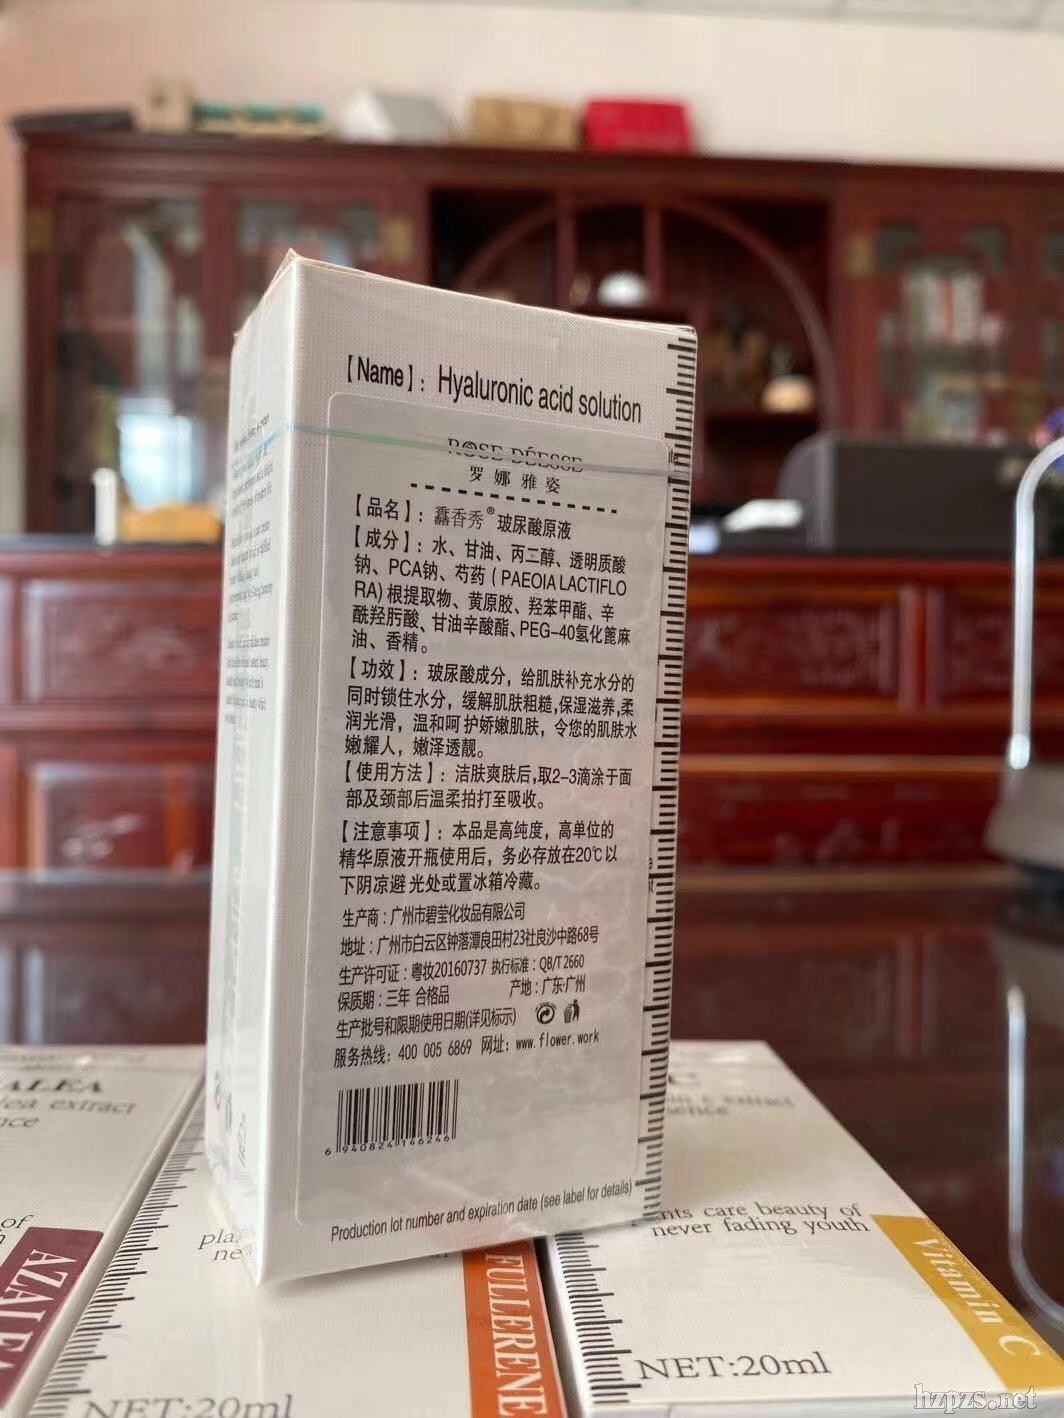 【Name】: Hyaluronic acid solution
ROSE DÉESSE
罗娜雅姿
【品名】: 馫香秀® 玻尿酸原液
【成分】: 水、甘油、丙二醇、透明质酸
钠、PCA钠、芍药 ( PAEOIA LACTIFLO
RA) 根提取物、黄原胶、羟苯甲酯、辛
酰羟肟酸、甘油辛酸酯、PEG-40氢化蓖麻
油、香精。
【功效】: 玻尿酸成分，给肌肤补充水分的
同时锁住水分，缓解肌肤粗糙,保湿滋养,柔
润光滑，温和呵护娇嫩肌肤，令您的肌肤水
嫩耀人，嫩泽透靓。
【使用方法】: 洁肤爽肤后,取2-3滴涂于面
部及颈部后温柔拍打至吸收。
【注意事项】: 本品是高纯度，高单位的
精华原液开瓶使用后，务必存放在20℃以
下阴凉避光处或置冰箱冷藏。
生产商: 广州市碧莹化妆品有限公司
地址: 广州市白云区钟落潭良田村23社良沙中路68号
生产许可证: 粤妆20160737 执行标准: QB/T 2660
保质期: 三年 合格品 产地: 广东·广州
生产批号和限期使用日期(详见标示)
服务热线: 400 005 6869 网址: www.flower.work
6 940824 146246
Production lot number and expiration date (see label for details)
ALEA
extract
of
AZALEA
FULLERENE
NET:20ml
C
extract
care beauty of
never fading youth
Vitamin C
NET:20ml
hzpzs.net